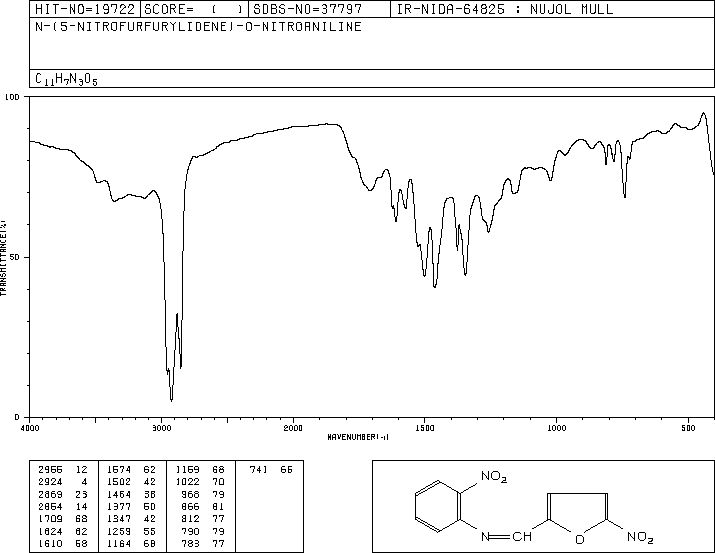 HIT-NO=19722 SCORE= ( ) SDBS-NO=37797 IR-NIDA-64825 : NUJOL MULL
N-(5-NITROFURFURYLIDENE)-O-NITROANILINE
C11H7N3O5
100
50
0
TRANSMITTANCE(%)
4000 3000 2000 1500 1000 500
WAVENUMBER(-1)
2955 12 1574 62 1159 68 741 66
2924 4 1502 42 1022 70
2869 23 1464 38 968 79
2854 14 1377 50 866 81
1709 68 1347 42 812 77
1624 62 1259 55 790 79
1610 58 1164 68 783 77
NO2
N CH O NO2